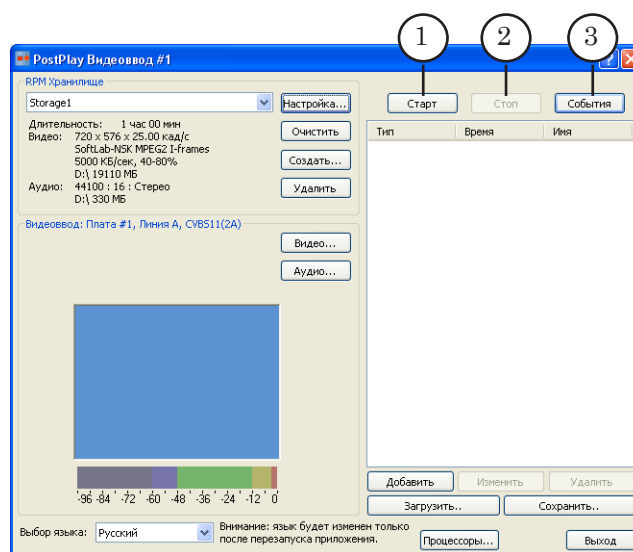 1 2 3
PostPlay Видеоввод #1
RPM Хранилище
Storage1
Настройка...
Длительность: 1 час 00 мин
Видео: 720 x 576 x 25.00 кад/с
SoftLab-NSK MPEG2 I-frames
5000 КБ/сек, 40-80%
D:\ 19110 МБ
Аудио: 44100 : 16 : Стерео
D:\ 330 МБ
Очистить
Создать...
Удалить
Видеоввод: Плата #1, Линия A, CVBS11(2A)
Видео...
Аудио...
-96 -84 -72 -60 -48 -36 -24 -12 0
Старт Стоп События
Тип Время Имя
Добавить Изменить Удалить
Загрузить.. Сохранить..
Выбор языка: Русский
Внимание: язык будет изменен только
после перезапуска приложения.
Процессоры... Выход